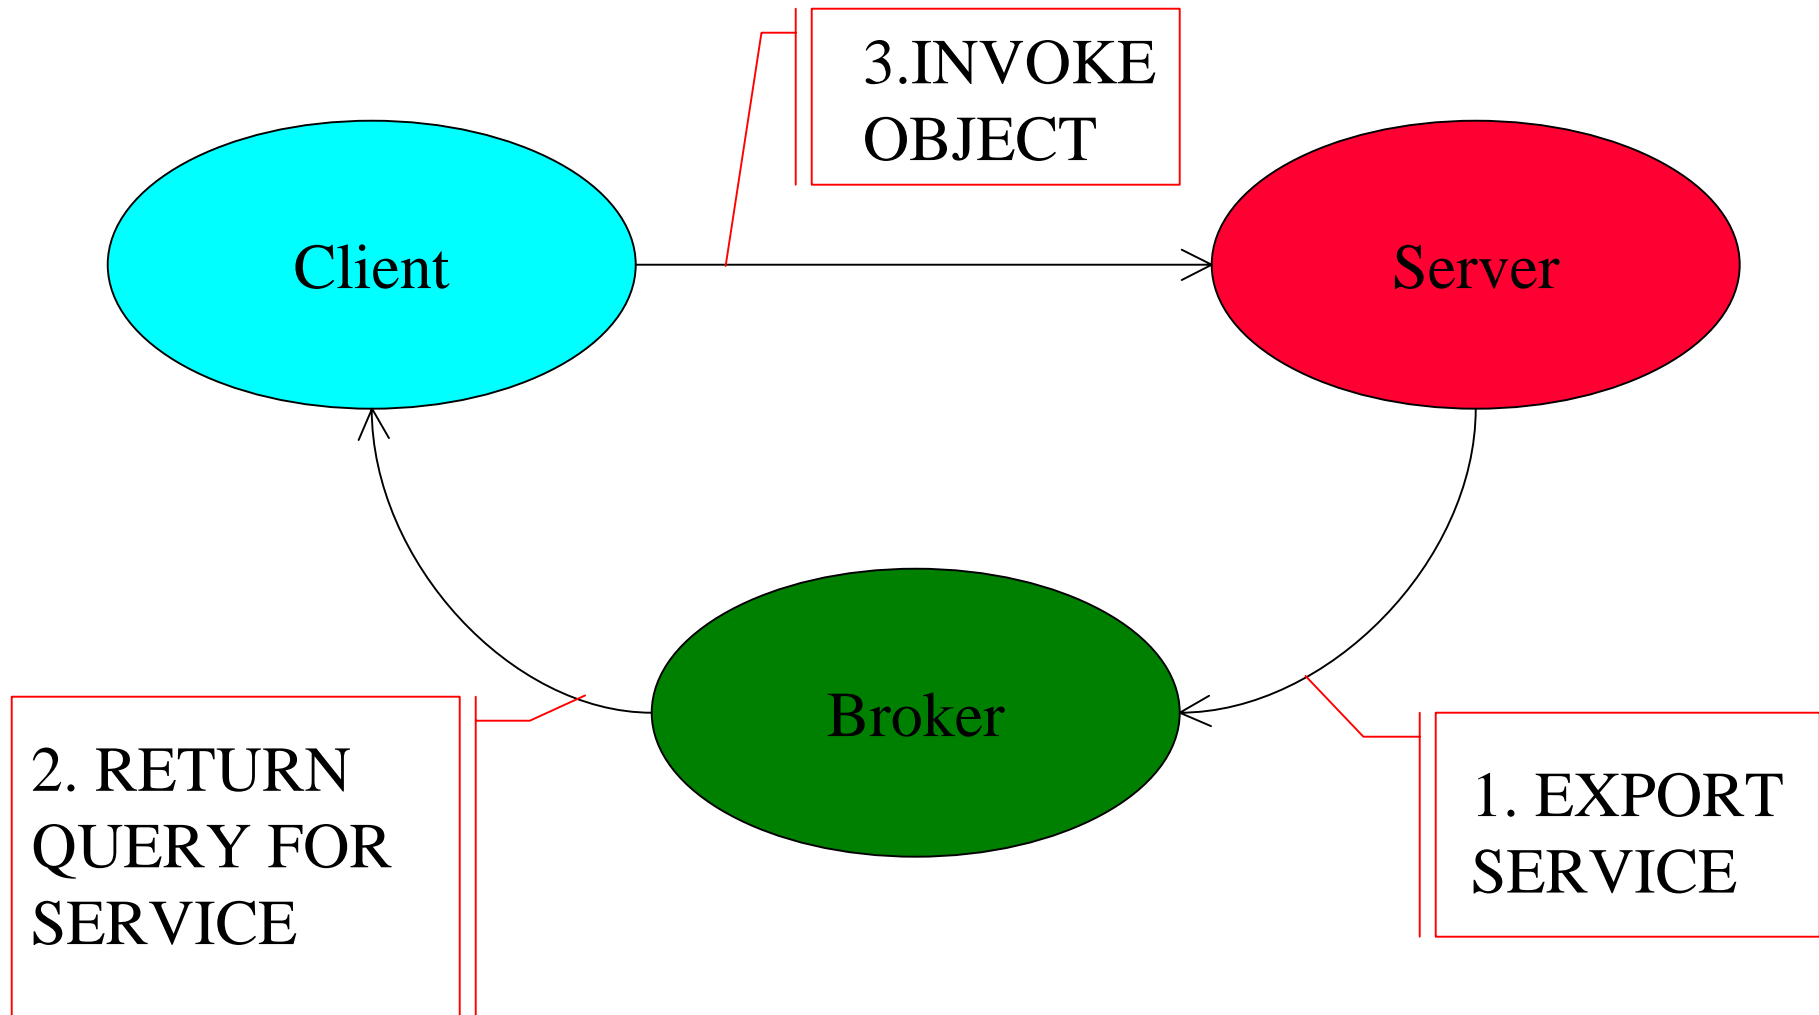 3.INVOKE
OBJECT
Client
Server
Broker
2. RETURN
QUERY FOR
SERVICE
1. EXPORT
SERVICE